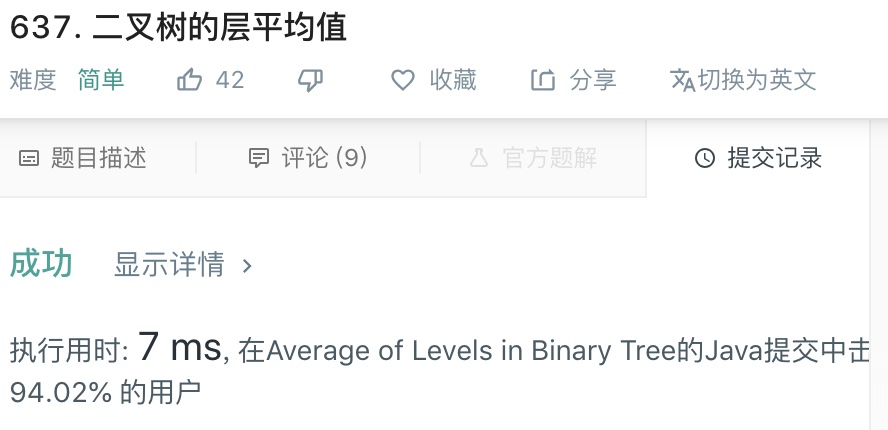 637. 二叉树的层平均值
难度 简单 42 收藏 分享 切换为英文
题目描述 评论 (9) 官方题解 提交记录
成功 显示详情 >
执行用时: 7 ms, 在Average of Levels in Binary Tree的Java提交中击
94.02% 的用户